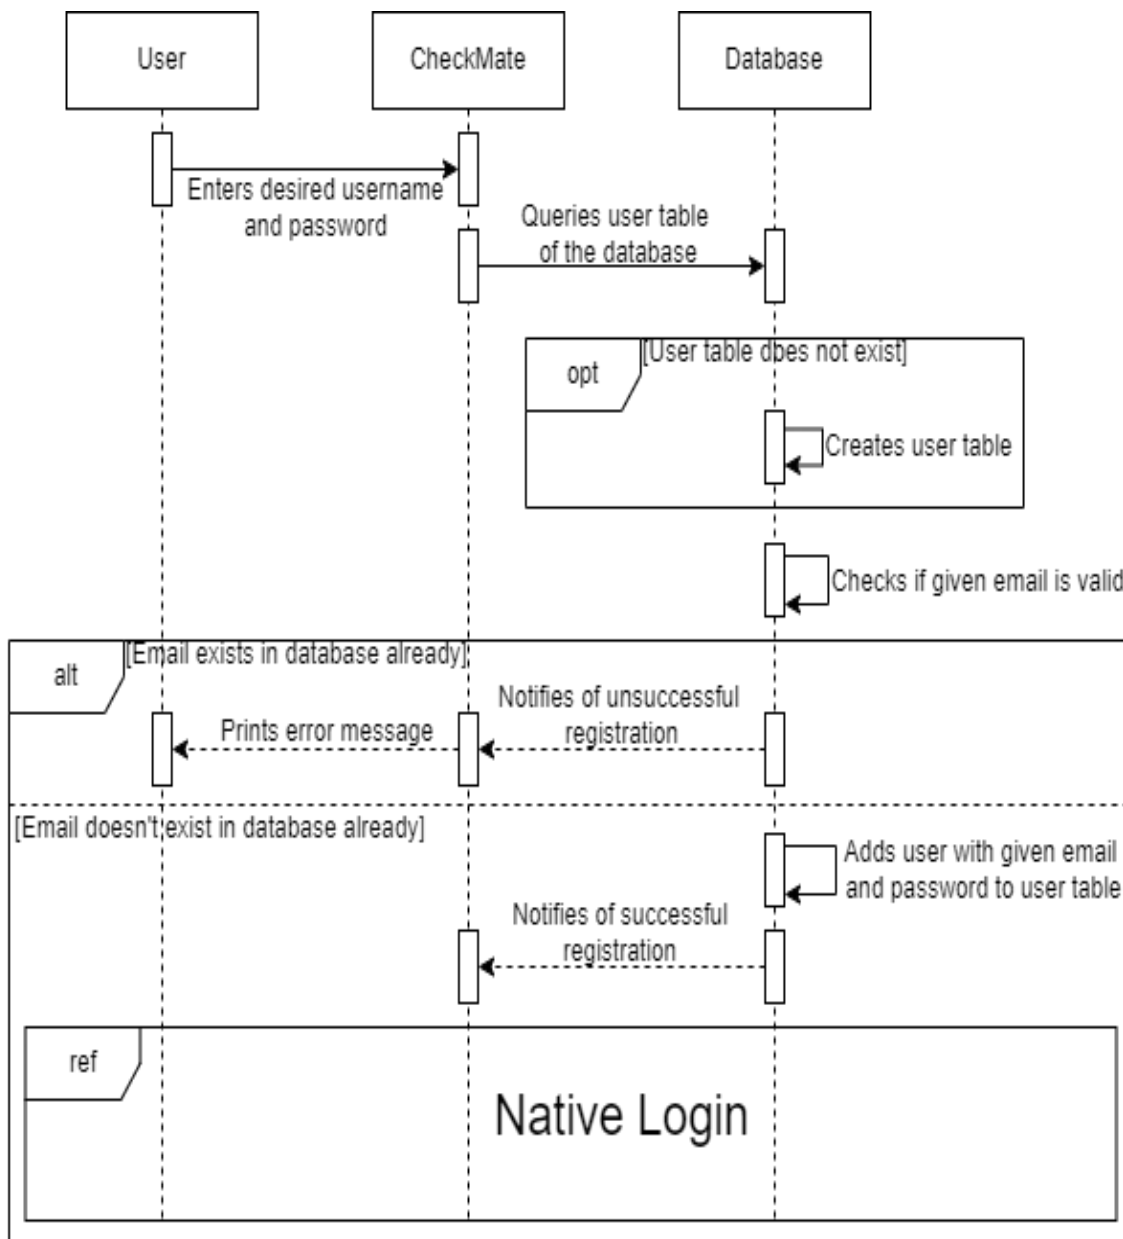 User
CheckMate
Database
Enters desired username
and password
Queries user table
of the database
opt
[User table does not exist]
Creates user table
Checks if given email is valid
alt
[Email exists in database already]
Prints error message
Notifies of unsuccessful
registration
[Email doesn't exist in database already]
Adds user with given email
and password to user table
Notifies of successful
registration
ref
Native Login